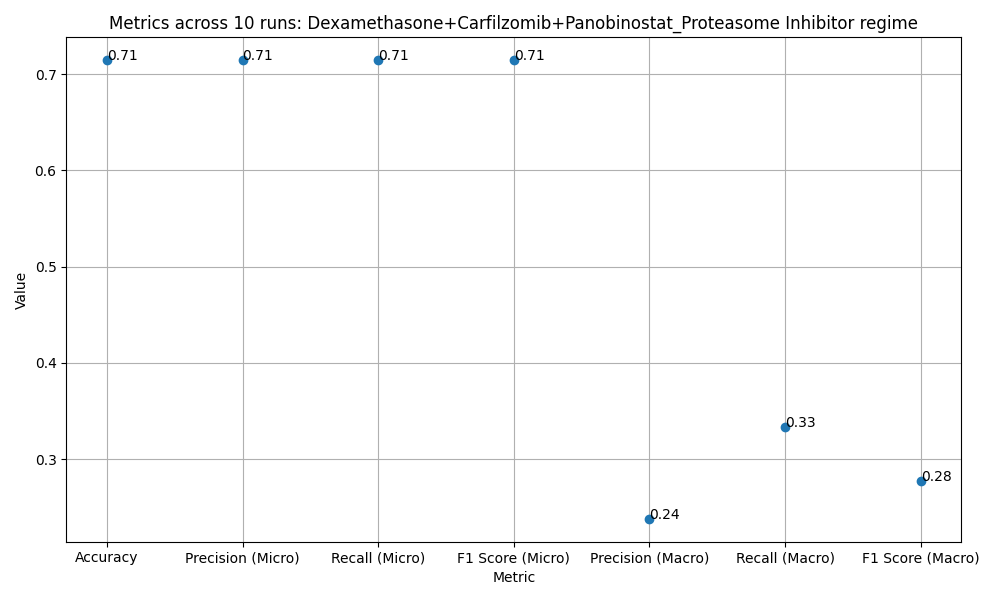 Metrics across 10 runs: Dexamethasone+Carfilzomib+Panobinostat_Proteasome Inhibitor regime
0.71 0.71 0.71 0.71
0.7
0.6
0.5
0.4
0.33
0.3
0.28
0.24
Value
Accuracy Precision (Micro) Recall (Micro) F1 Score (Micro) Precision (Macro) Recall (Macro) F1 Score (Macro)
Metric